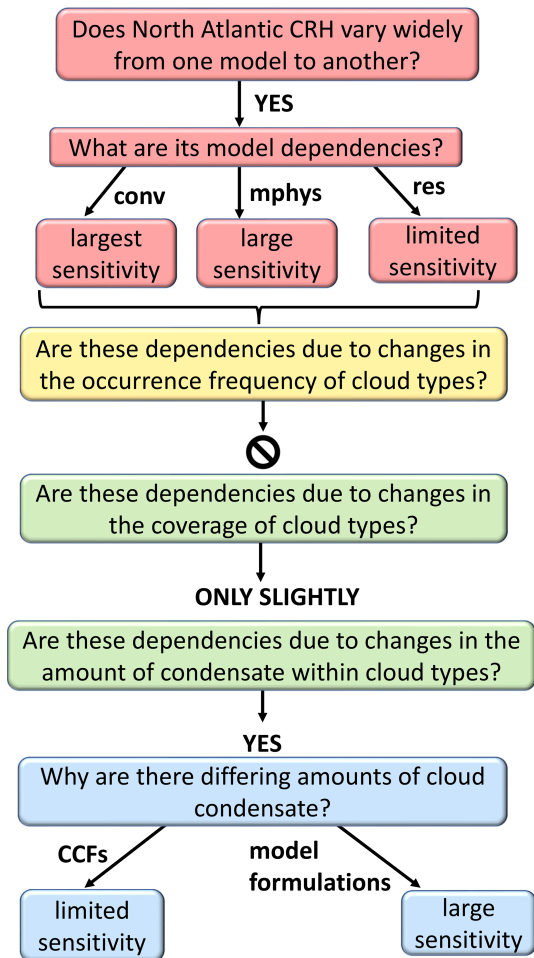 Does North Atlantic CRH vary widely
from one model to another?
YES
What are its model dependencies?
conv
mphys
res
largest
sensitivity
large
sensitivity
limited
sensitivity
Are these dependencies due to changes in
the occurrence frequency of cloud types?
Are these dependencies due to changes in
the coverage of cloud types?
ONLY SLIGHTLY
Are these dependencies due to changes in the
amount of condensate within cloud types?
YES
Why are there differing amounts of cloud
condensate?
CCFs
model
formulations
limited
sensitivity
large
sensitivity